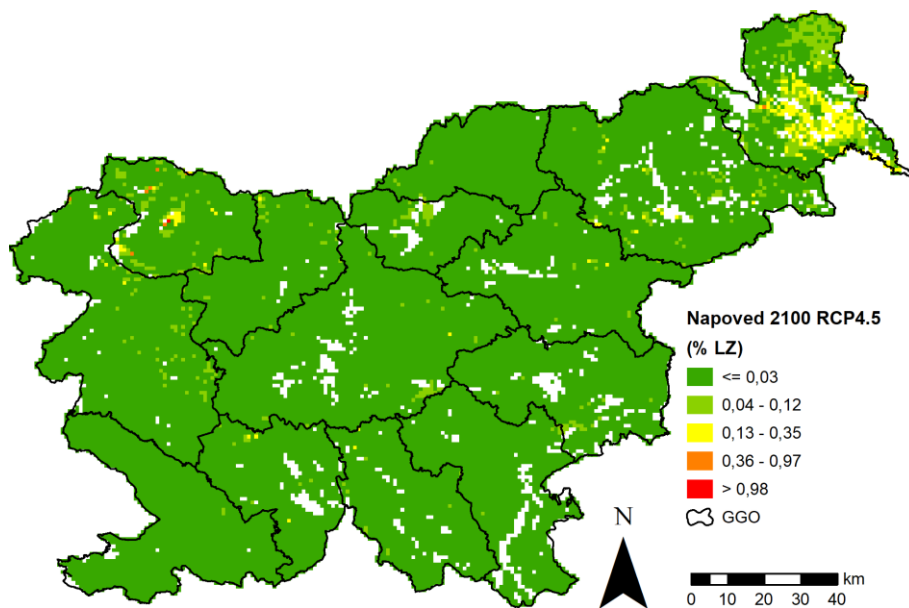 Napoved 2100 RCP4.5
(% LZ)
<= 0,03
0,04 - 0,12
0,13 - 0,35
0,36 - 0,97
> 0,98
GGO
N
km
0 10 20 30 40